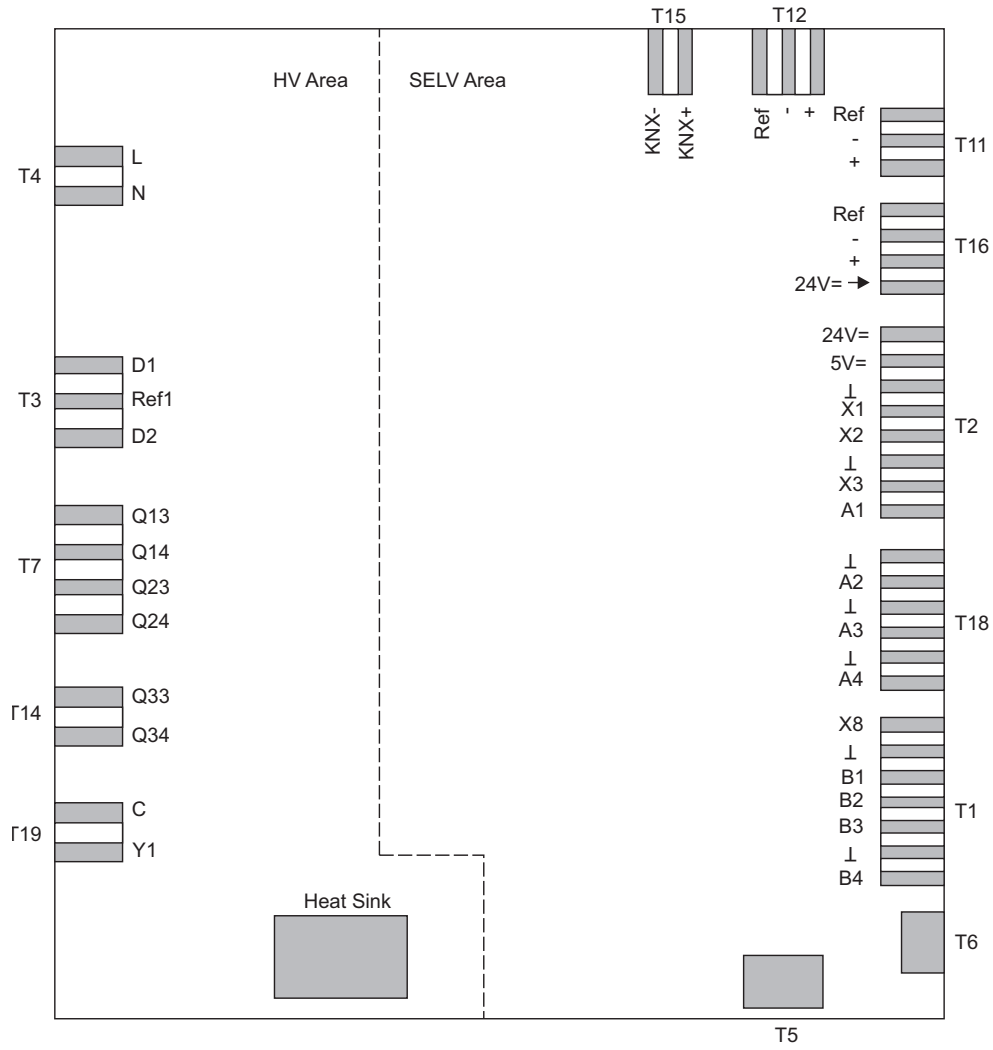 T15
T12
HV Area
SELV Area
KNX-
KNX+
Ref
-
+
Ref
-
+
T11
T4
L
N
Ref
-
+
24V=
T16
T3
D1
Ref1
D2
24V=
5V=
⊥
X1
X2
⊥
X3
A1
T2
T7
Q13
Q14
Q23
Q24
⊥
A2
⊥
A3
⊥
A4
T18
T14
Q33
Q34
X8
⊥
B1
B2
B3
⊥
B4
T1
T19
C
Y1
Heat Sink
T6
T5